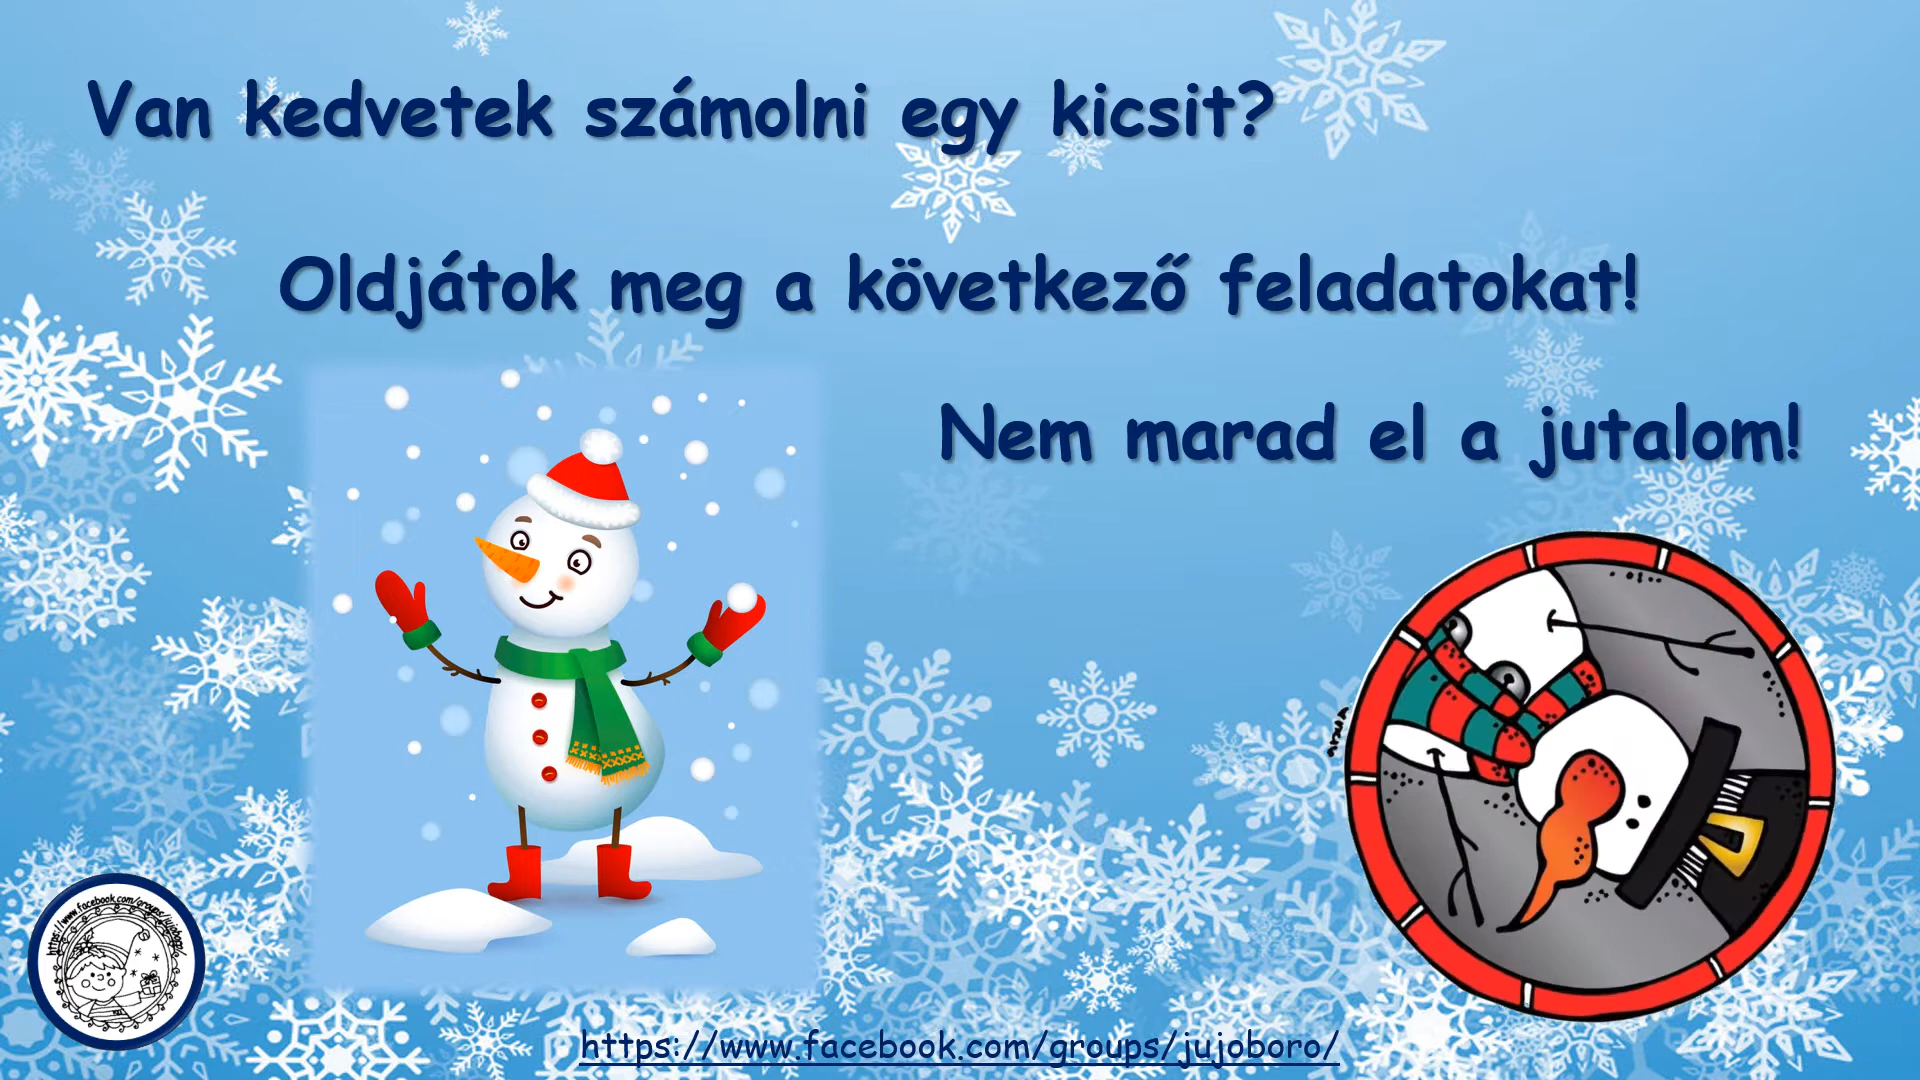 Van kedvetek számolni egy kicsit?
Oldjátok meg a következő feladatokat!
Nem marad el a jutalom!
https://www.facebook.com/groups/jujoboro/